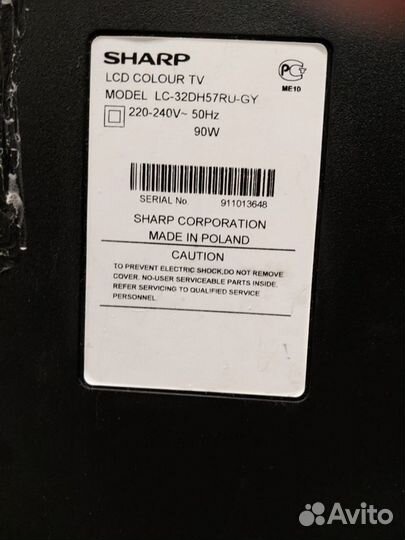 SHARP
LCD COLOUR TV
MODEL LC-32DH57RU-GY
220-240V~ 50Hz
90W
ME10
SERIAL No. 911013648
SHARP CORPORATION
MADE IN POLAND
CAUTION
TO PREVENT ELECTRIC SHOCK,DO NOT REMOVE
COVER. NO-USER SERVICEABLE PARTS INSIDE.
REFER SERVICING TO QUALIFIED SERVICE
PERSONNEL.
Avito